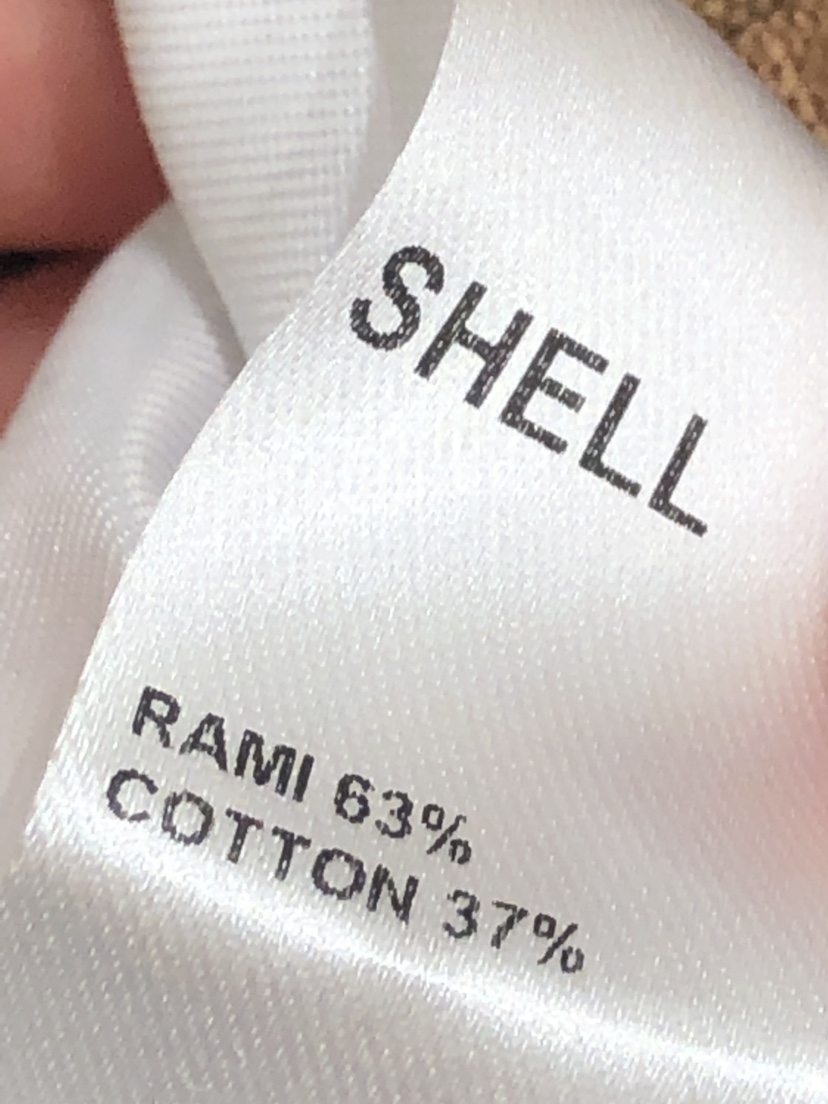 SHELL
RAMI 63%
COTTON 37%